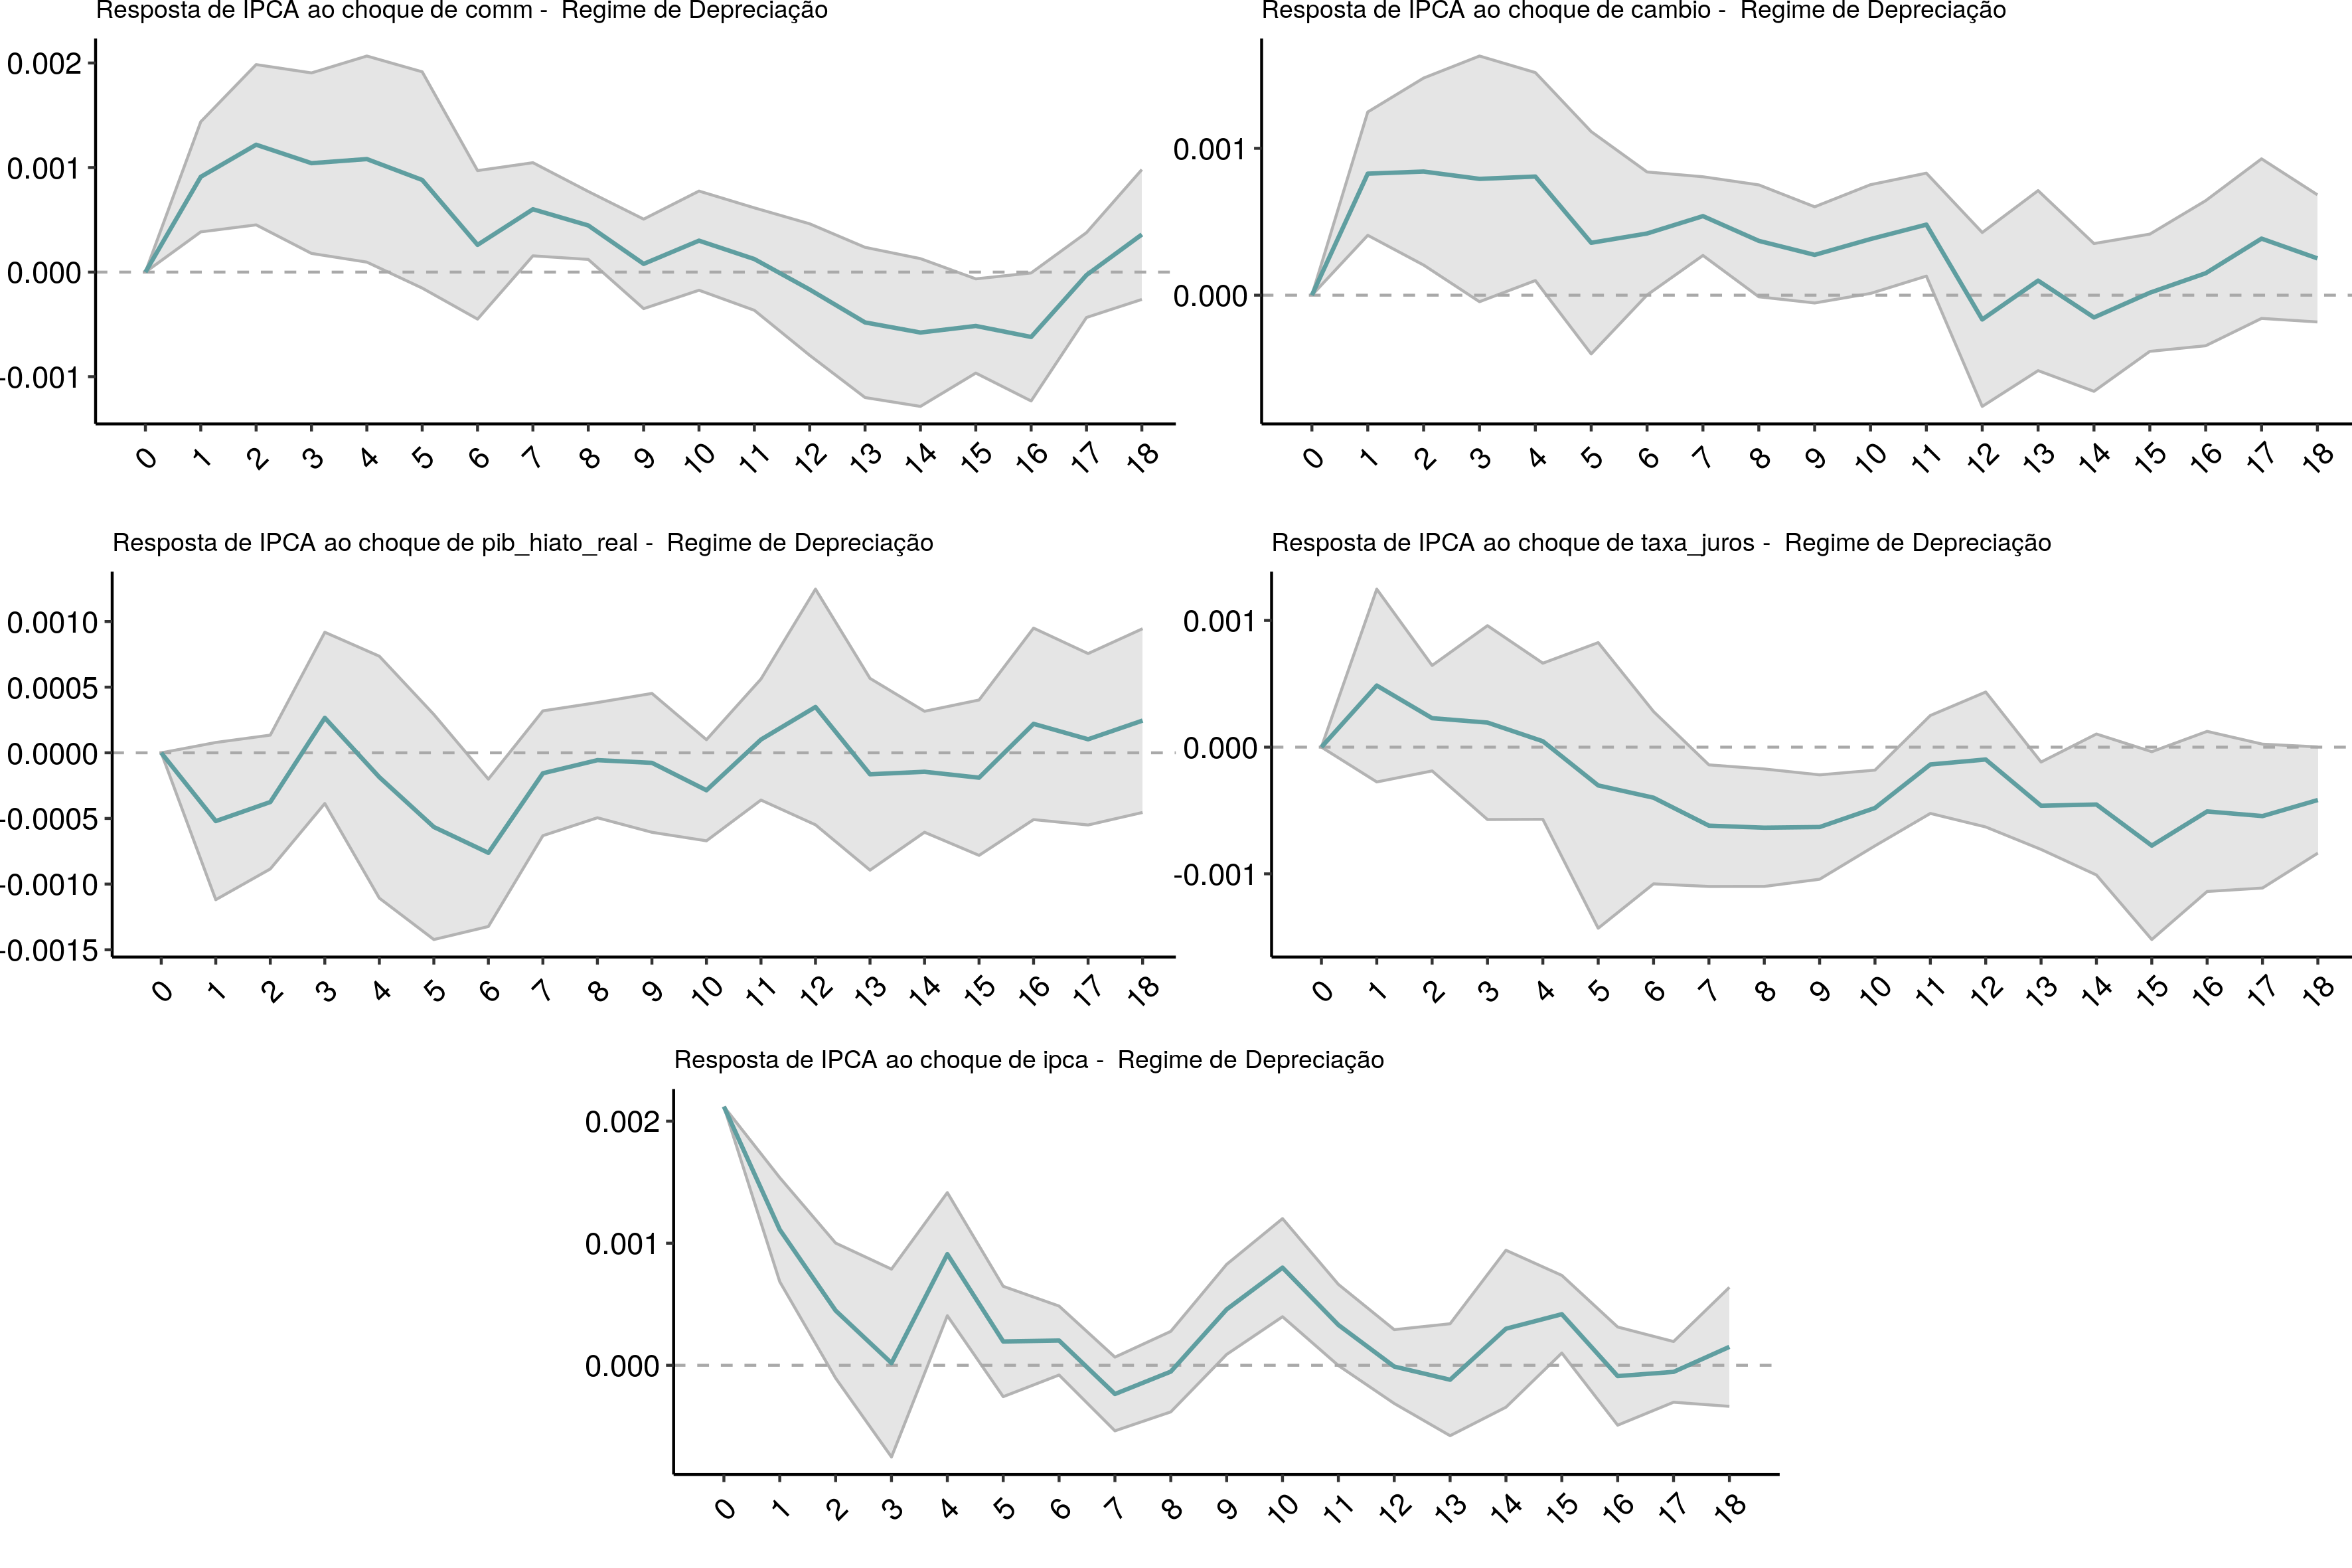 Resposta de IPCA ao choque de comm - Regime de Depreciação
0.002
0.001
0.000
-0.001
0 1 2 3 4 5 6 7 8 9 10 11 12 13 14 15 16 17 18
Resposta de IPCA ao choque de cambio - Regime de Depreciação
0.001
0.000
0 1 2 3 4 5 6 7 8 9 10 11 12 13 14 15 16 17 18
Resposta de IPCA ao choque de pib_hiato_real - Regime de Depreciação
0.0010
0.0005
0.0000
-0.0005
-0.0010
-0.0015
0 1 2 3 4 5 6 7 8 9 10 11 12 13 14 15 16 17 18
Resposta de IPCA ao choque de taxa_juros - Regime de Depreciação
0.001
0.000
-0.001
0 1 2 3 4 5 6 7 8 9 10 11 12 13 14 15 16 17 18
Resposta de IPCA ao choque de ipca - Regime de Depreciação
0.002
0.001
0.000
0 1 2 3 4 5 6 7 8 9 10 11 12 13 14 15 16 17 18